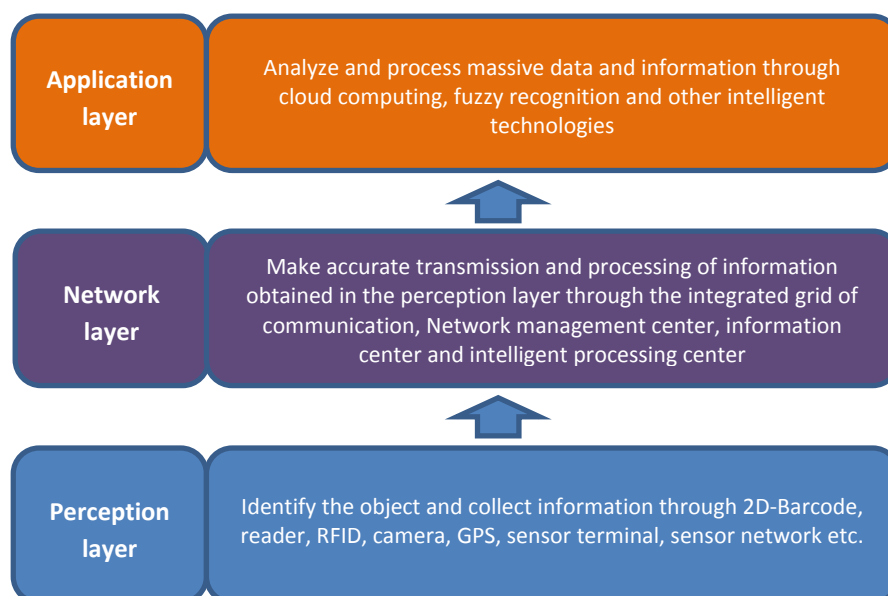 Application
layer
Analyze and process massive data and information through
cloud computing, fuzzy recognition and other intelligent
technologies
Network
layer
Make accurate transmission and processing of information
obtained in the perception layer through the integrated grid of
communication, Network management center, information
center and intelligent processing center
Perception
layer
Identify the object and collect information through 2D-Barcode,
reader, RFID, camera, GPS, sensor terminal, sensor network etc.